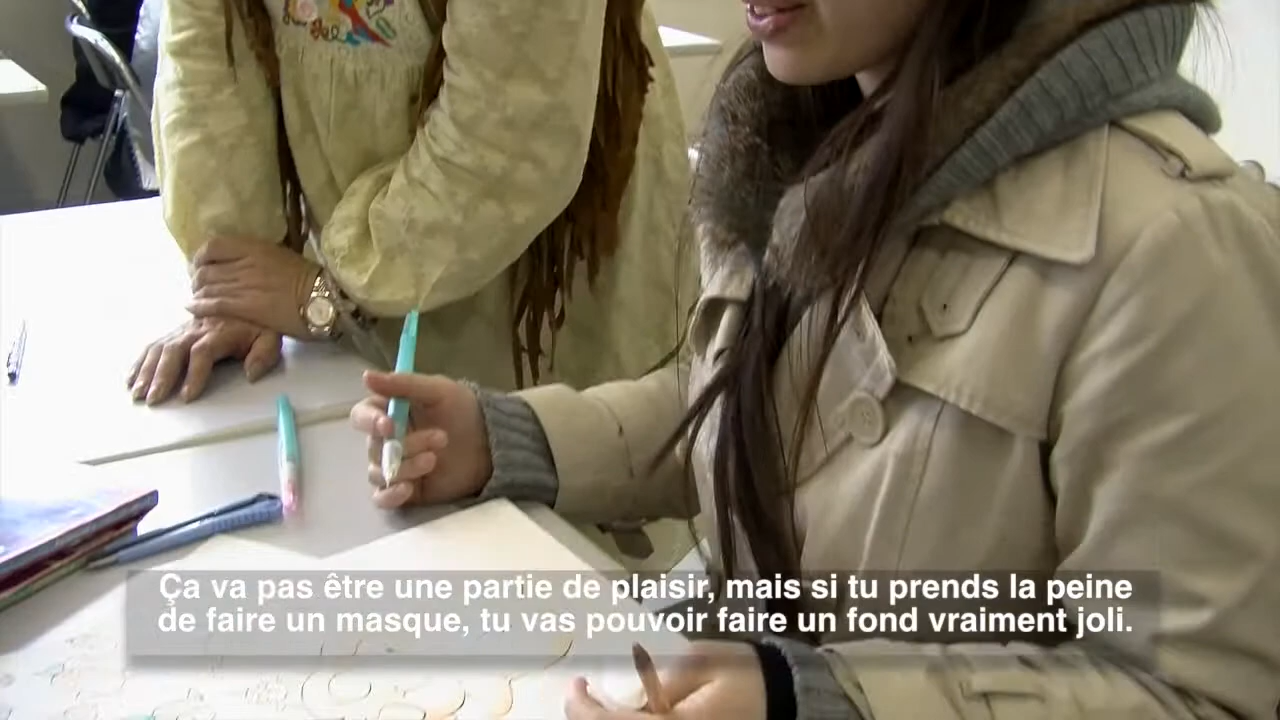 Ça va pas être une partie de plaisir, mais si tu prends la peine
de faire un masque, tu vas pouvoir faire un fond vraiment joli.